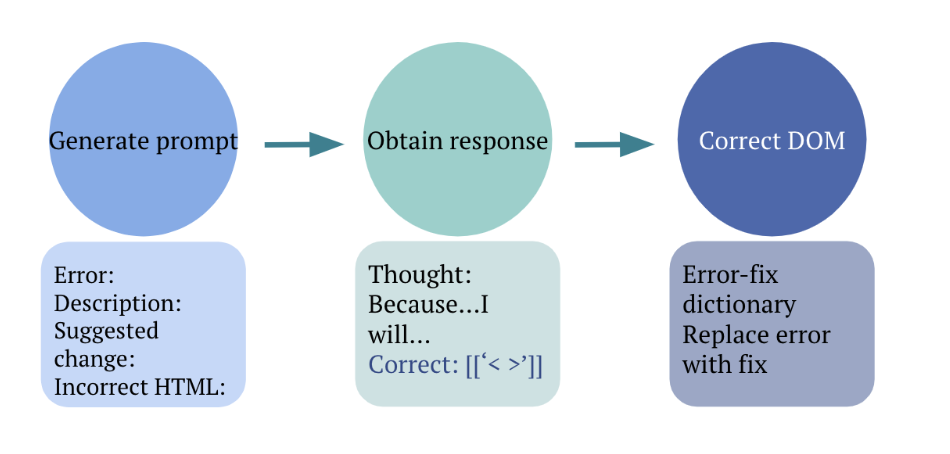 Generate prompt
Obtain response
Correct DOM
Error:
Description:
Suggested
change:
Incorrect HTML:
Thought:
Because...I
will...
Correct: [[‘< >’]]
Error-fix
dictionary
Replace error
with fix